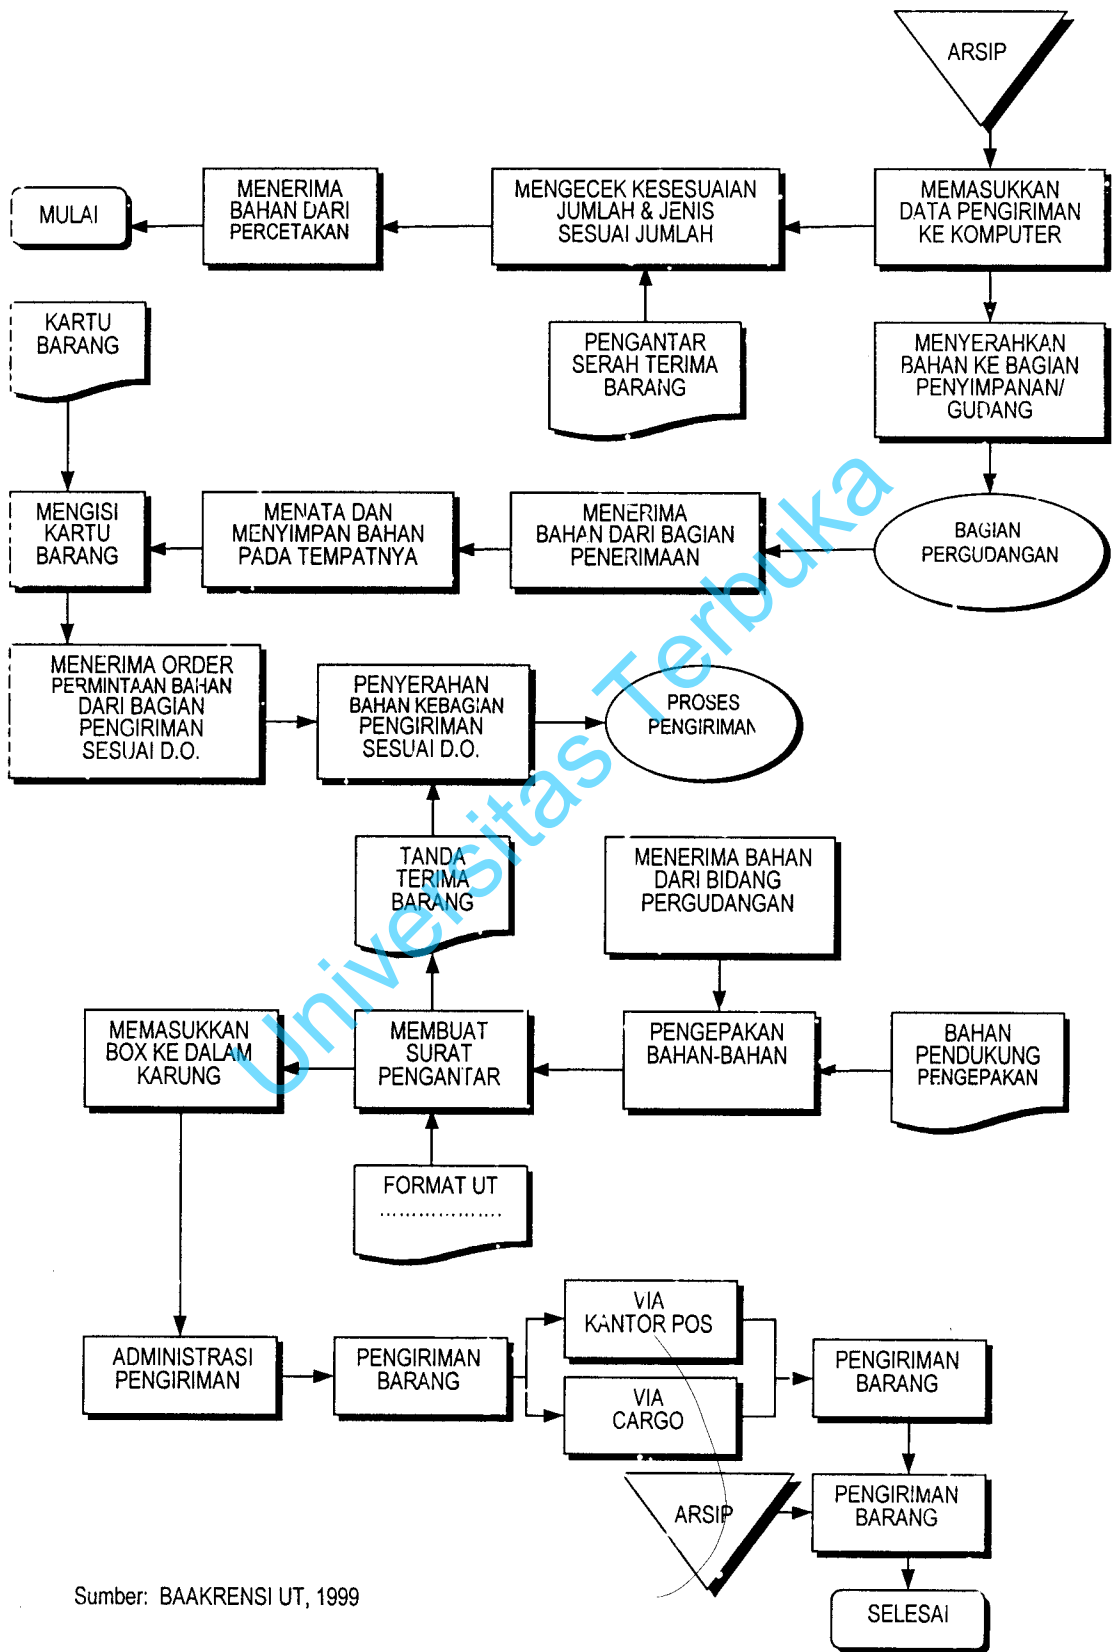 ARSIP
MULAI
MENERIMA
BAHAN DARI
PERCETAKAN
MENGECEK KESESUAIAN
JUMLAH & JENIS
SESUAI JUMLAH
MEMASUKKAN
DATA PENGIRIMAN
KE KOMPUTER
KARTU
BARANG
PENGANTAR
SERAH TERIMA
BARANG
MENYERAHKAN
BAHAN KE BAGIAN
PENYIMPANAN/
GUDANG
MENGISI
KARTU
BARANG
MENATA DAN
MENYIMPAN BAHAN
PADA TEMPATNYA
MENERIMA
BAHAN DARI BAGIAN
PENERIMAAN
BAGIAN
PERGUDANGAN
MENERIMA ORDER
PERMINTAAN BAHAN
DARI BAGIAN
PENGIRIMAN
SESUAI D.O.
PENYERAHAN
BAHAN KEBAGIAN
PENGIRIMAN
SESUAI D.O.
PROSES
PENGIRIMAN
TANDA
TERIMA
BARANG
MENERIMA BAHAN
DARI BIDANG
PERGUDANGAN
MEMASUKKAN
BOX KE DALAM
KARUNG
MEMBUAT
SURAT
PENGANTAR
PENGEPAKAN
BAHAN-BAHAN
BAHAN
PENDUKUNG
PENGEPAKAN
FORMAT UT
....................
VIA
KANTOR POS
ADMINISTRASI
PENGIRIMAN
PENGIRIMAN
BARANG
VIA
CARGO
PENGIRIMAN
BARANG
ARSIP
PENGIRIMAN
BARANG
SELESAI
Sumber: BAAKRENSI UT, 1999
Universitas Terbuka